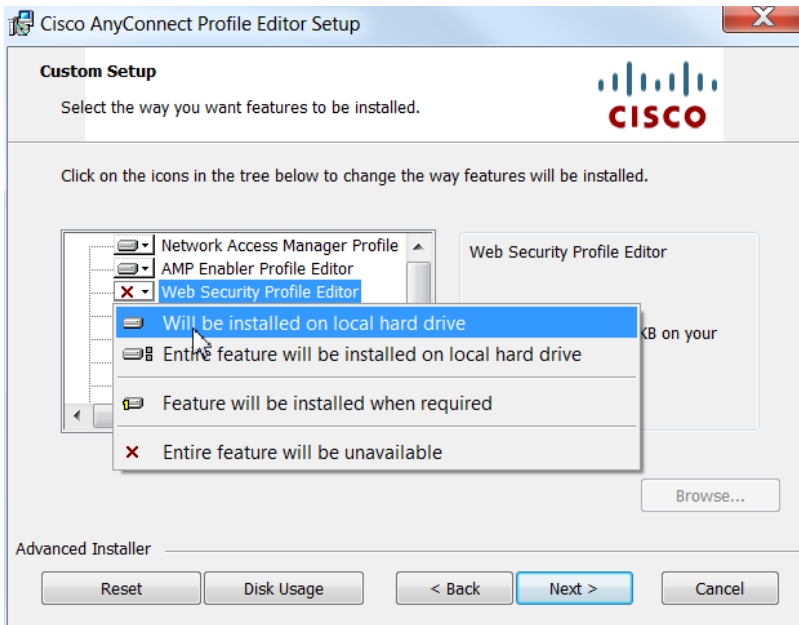 Cisco AnyConnect Profile Editor Setup
Custom Setup
Select the way you want features to be installed.
CISCO
Click on the icons in the tree below to change the way features will be installed.
Network Access Manager Profile
AMP Enabler Profile Editor
Web Security Profile Editor
Web Security Profile Editor
Will be installed on local hard drive
KB on your
Entire feature will be installed on local hard drive
Feature will be installed when required
Entire feature will be unavailable
Browse...
Advanced Installer
Reset
Disk Usage
< Back
Next >
Cancel